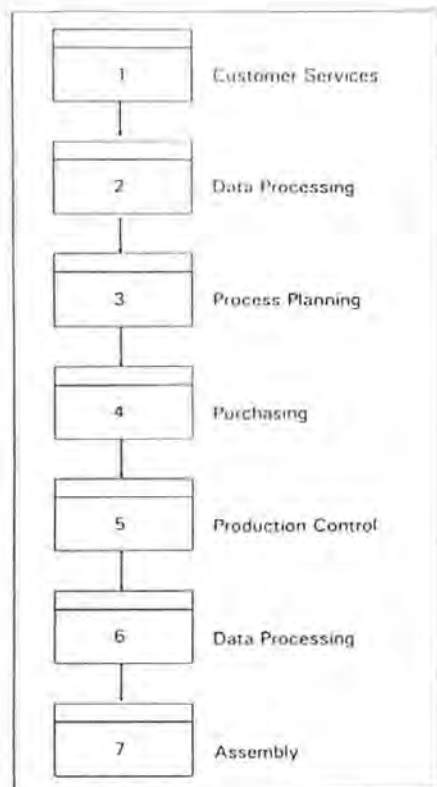 1 Customer Services
2 Data Processing
3 Process Planning
4 Purchasing
5 Production Control
6 Data Processing
7 Assembly